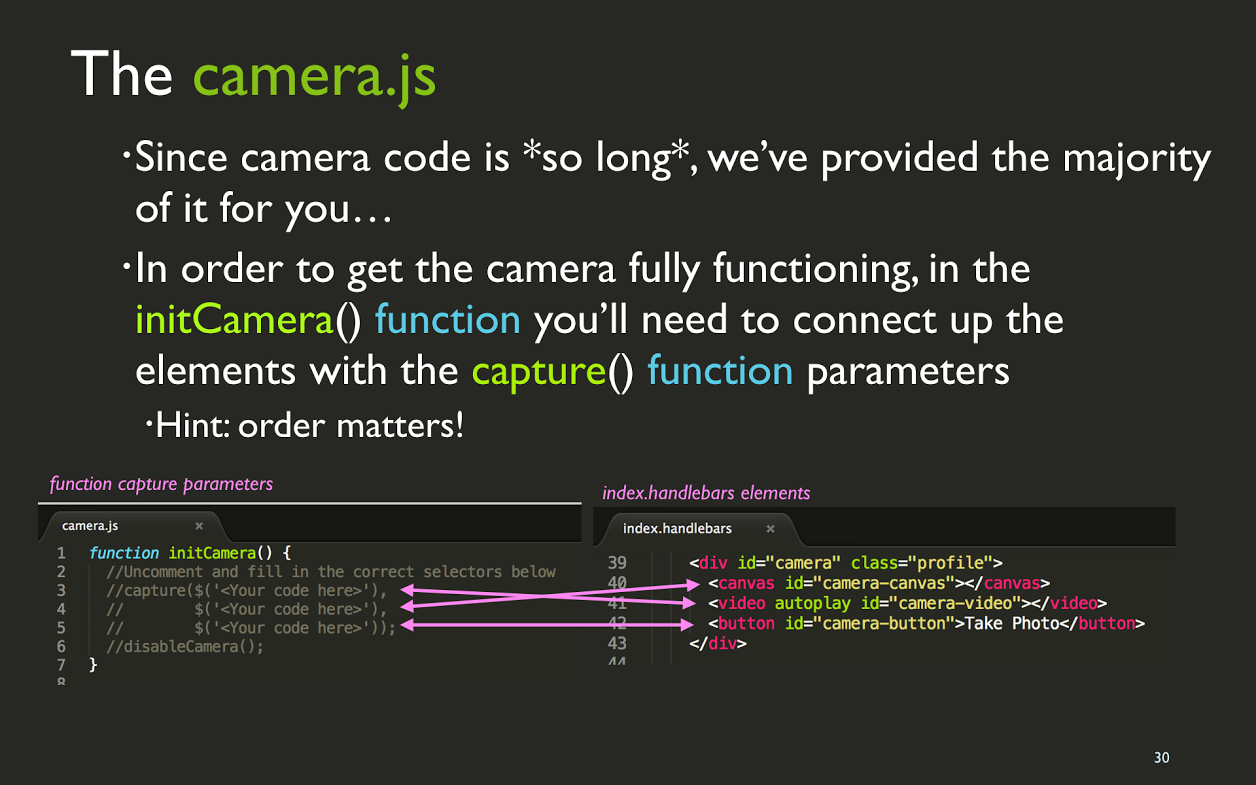 The camera.js
•Since camera code is *so long*, we’ve provided the majority
of it for you…
•In order to get the camera fully functioning, in the
initCamera() function you’ll need to connect up the
elements with the capture() function parameters
•Hint: order matters!
function capture parameters
camera.js ×
1 function initCamera() {
2 //Uncomment and fill in the correct selectors below
3 //capture($('<Your code here>'),
4 // $('<Your code here>'),
5 // $('<Your code here>'));
6 //disableCamera();
7 }
8
index.handlebars elements
index.handlebars ×
39 <div id="camera" class="profile">
40 <canvas id="camera-canvas"></canvas>
41 <video autoplay id="camera-video"></video>
42 <button id="camera-button">Take Photo</button>
43 </div>
44
30